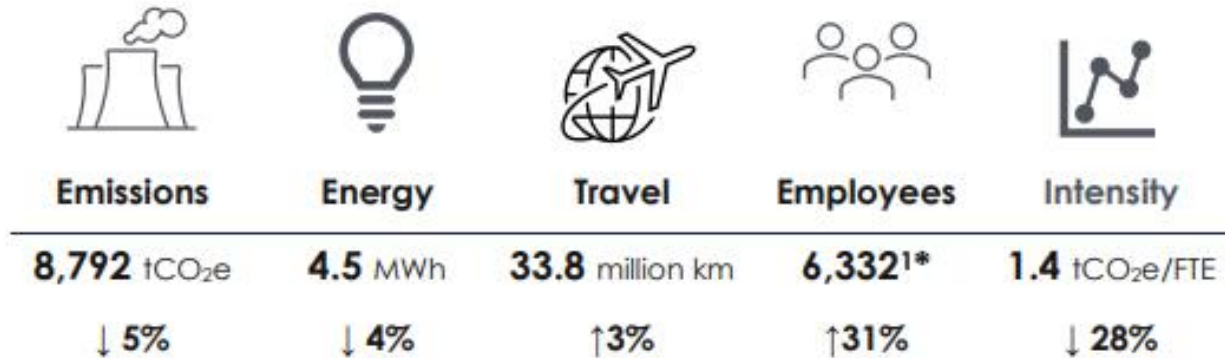 Emissions Energy Travel Employees Intensity
8,792 tCO₂e 4.5 MWh 33.8 million km 6,332¹* 1.4 tCO₂e/FTE
↓ 5% ↓ 4% ↑3% ↑31% ↓ 28%